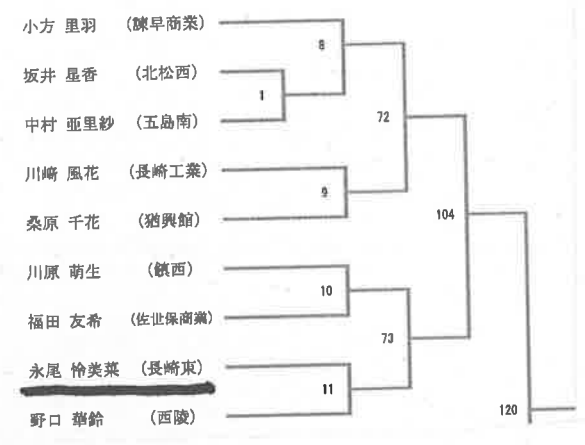 小方 里羽 (諫早商業)
8
坂井 星香 (北松西)
1
中村 亜里紗 (五島南)
72
川﨑 風花 (長崎工業)
9
桑原 千花 (猶興館)
104
川原 萌生 (鎮西)
10
福田 友希 (佐世保商業)
73
永尾 怜美菜 (長崎東)
11
野口 華鈴 (西陵)
120